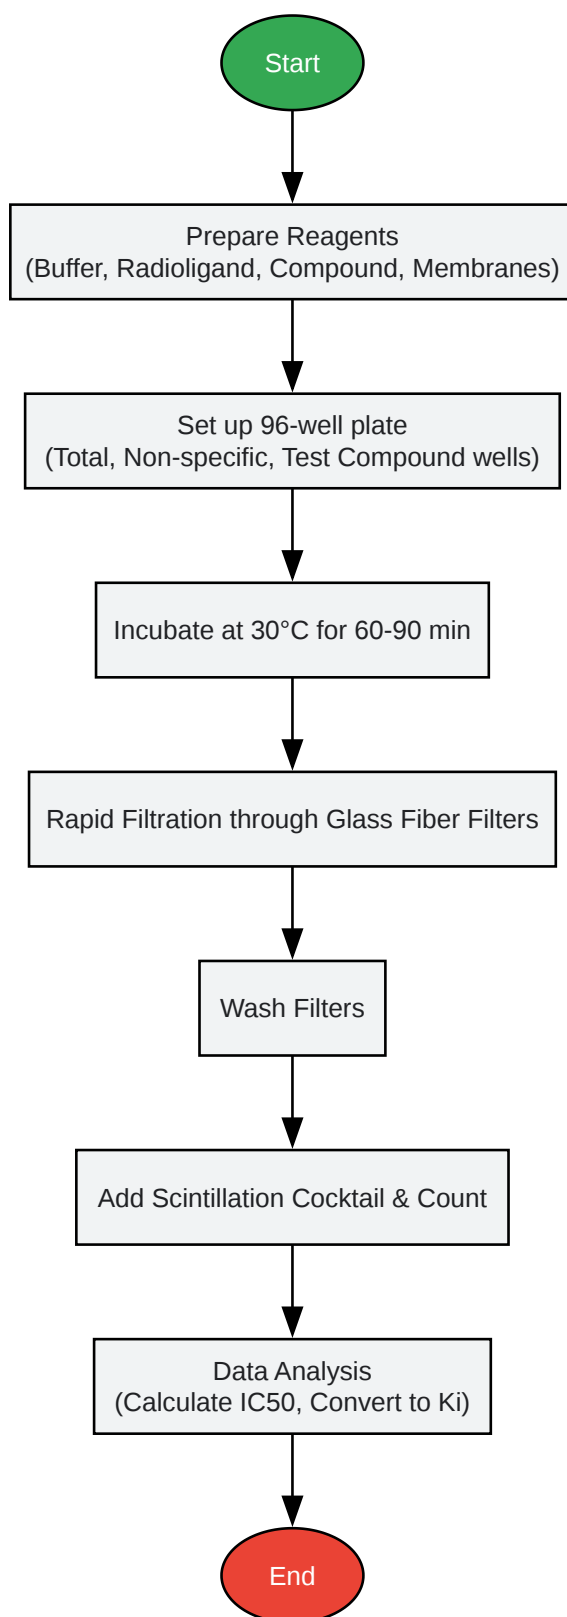 Start
Prepare Reagents
(Buffer, Radioligand, Compound, Membranes)
Set up 96-well plate
(Total, Non-specific, Test Compound wells)
Incubate at 30°C for 60-90 min
Rapid Filtration through Glass Fiber Filters
Wash Filters
Add Scintillation Cocktail & Count
Data Analysis
(Calculate IC50, Convert to Ki)
End